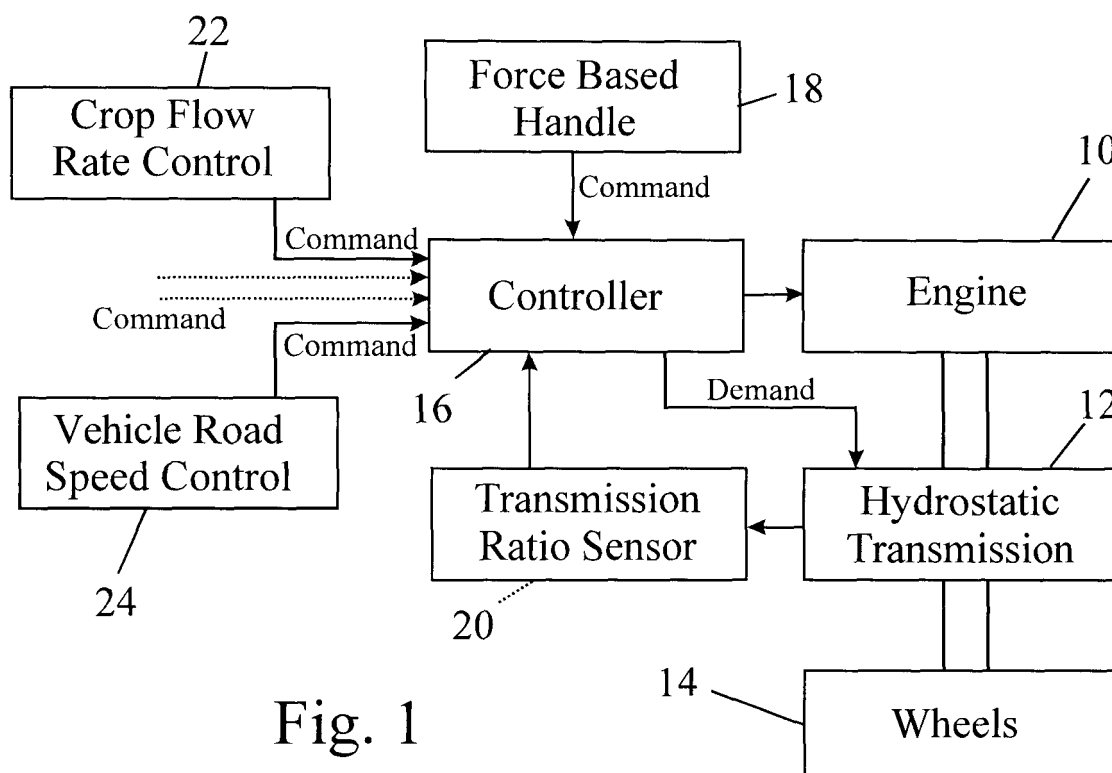 22
Crop Flow
Rate Control
Force Based
Handle
18
10
Command
Command
Command
Command
Controller
Engine
16
Demand
12
Vehicle Road
Speed Control
24
Transmission
Ratio Sensor
20
Hydrostatic
Transmission
14
Wheels
Fig. 1